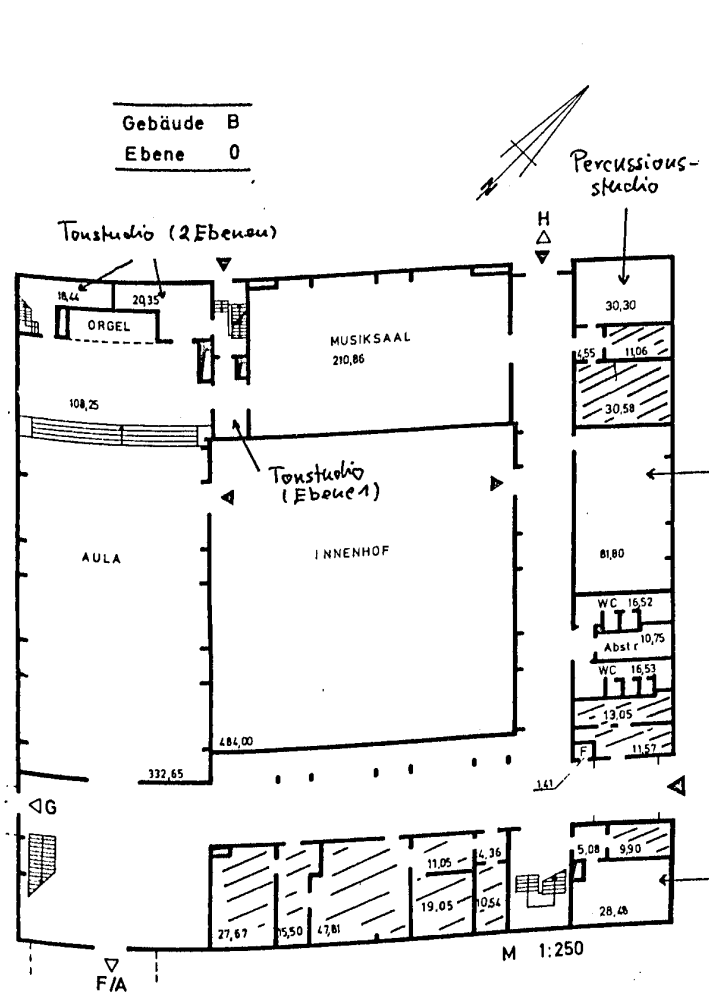 Gebäude B
Ebene 0
N
Percussions-
studio
H
Tonstudio (2 Ebenen)
18,44
20,35
ORGEL
30,30
MUSIKSAAL
210,86
4,55
11,06
108,25
30,58
Tonstudio
(Ebene 1)
AULA
INNENHOF
81,80
WC 16,52
Abstr 10,75
WC 16,53
13,05
484,00
F
11,57
332,65
1,41
G
11,05
4,36
5,08
9,90
27,67
15,50
47,81
19,05
10,54
28,48
M 1:250
F/A